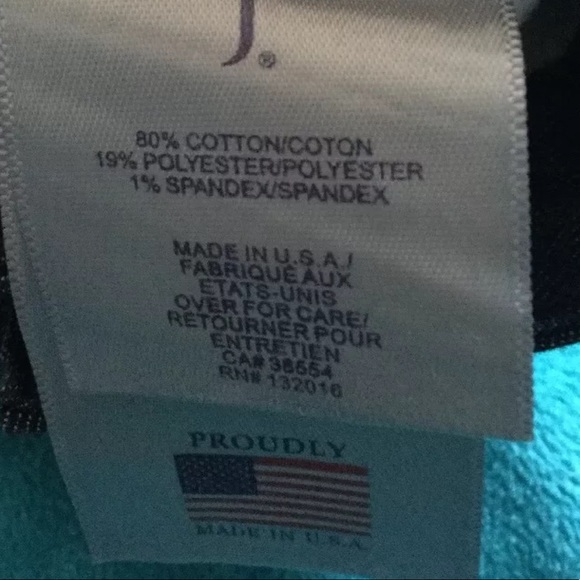 J®
80% COTTON/COTON
19% POLYESTER/POLYESTER
1% SPANDEX/SPANDEX
MADE IN U.S.A./
FABRIQUÉ AUX
ETATS-UNIS
OVER FOR CARE/
RETOURNER POUR
ENTRETIEN
CA# 38554
RN# 132016
PROUDLY
MADE IN U.S.A.